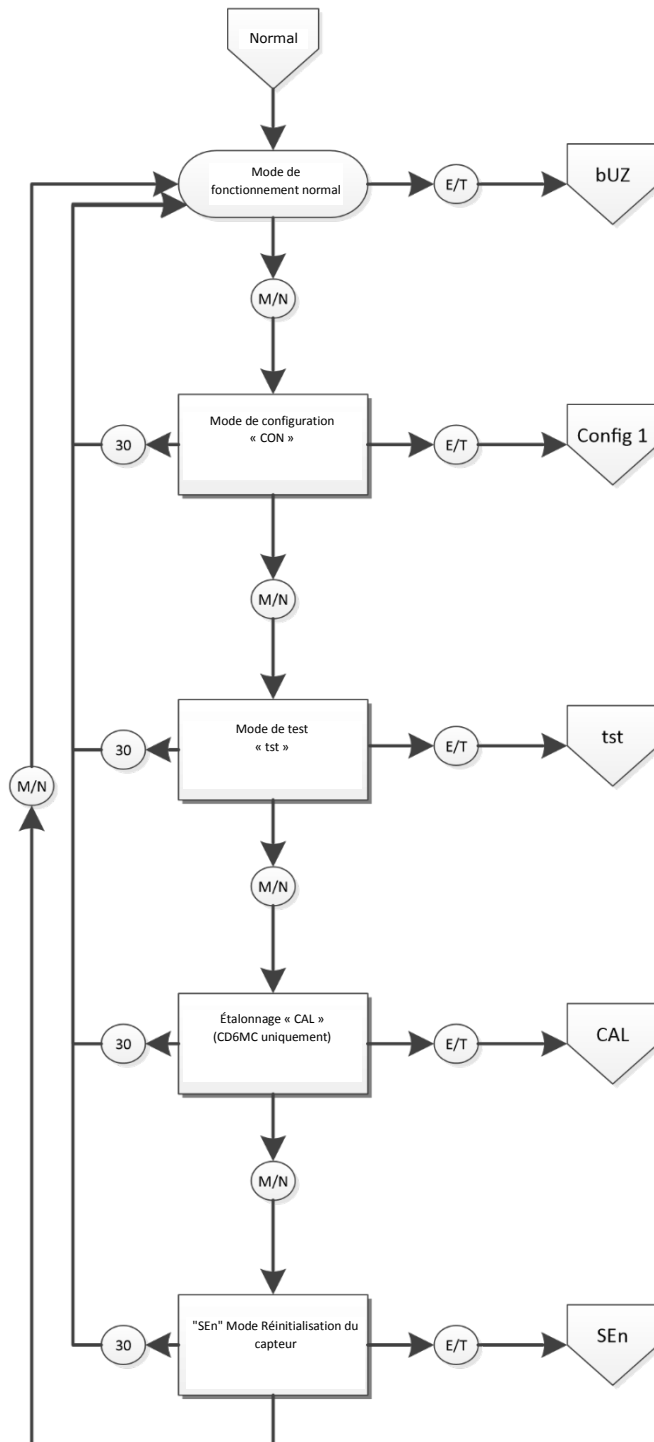 Normal
Mode de
fonctionnement normal
E/T
bUZ
M/N
Mode de configuration
« CON »
30
E/T
Config 1
M/N
Mode de test
« tst »
30
E/T
tst
M/N
M/N
Étalonnage « CAL »
(CD6MC uniquement)
30
E/T
CAL
M/N
"SEn" Mode Réinitialisation du
capteur
30
E/T
SEn